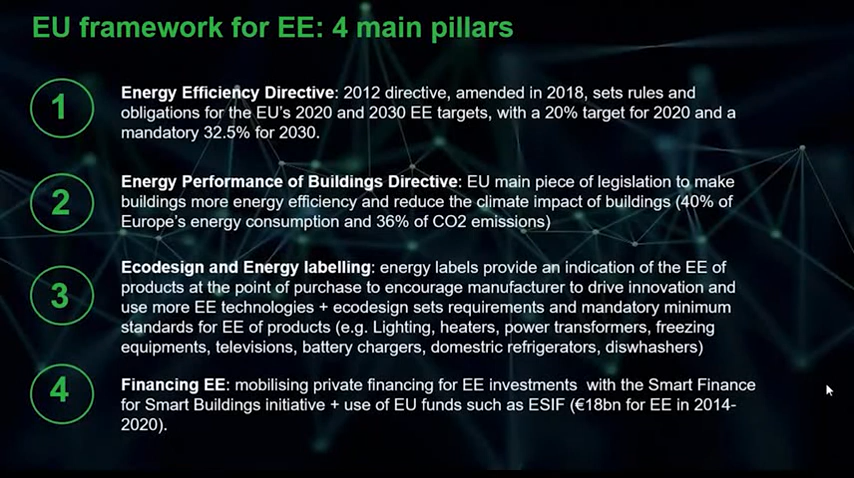 EU framework for EE: 4 main pillars
1
Energy Efficiency Directive: 2012 directive, amended in 2018, sets rules and
obligations for the EU's 2020 and 2030 EE targets, with a 20% target for 2020 and a
mandatory 32.5% for 2030.
2
Energy Performance of Buildings Directive: EU main piece of legislation to make
buildings more energy efficiency and reduce the climate impact of buildings (40% of
Europe's energy consumption and 36% of CO2 emissions)
3
Ecodesign and Energy labelling: energy labels provide an indication of the EE of
products at the point of purchase to encourage manufacturer to drive innovation and
use more EE technologies + ecodesign sets requirements and mandatory minimum
standards for EE of products (e.g. Lighting, heaters, power transformers, freezing
equipments, televisions, battery chargers, domestric refrigerators, diswhashers)
4
Financing EE: mobilising private financing for EE investments  with the Smart Finance
for Smart Buildings initiative + use of EU funds such as ESIF (€18bn for EE in 2014-
2020).